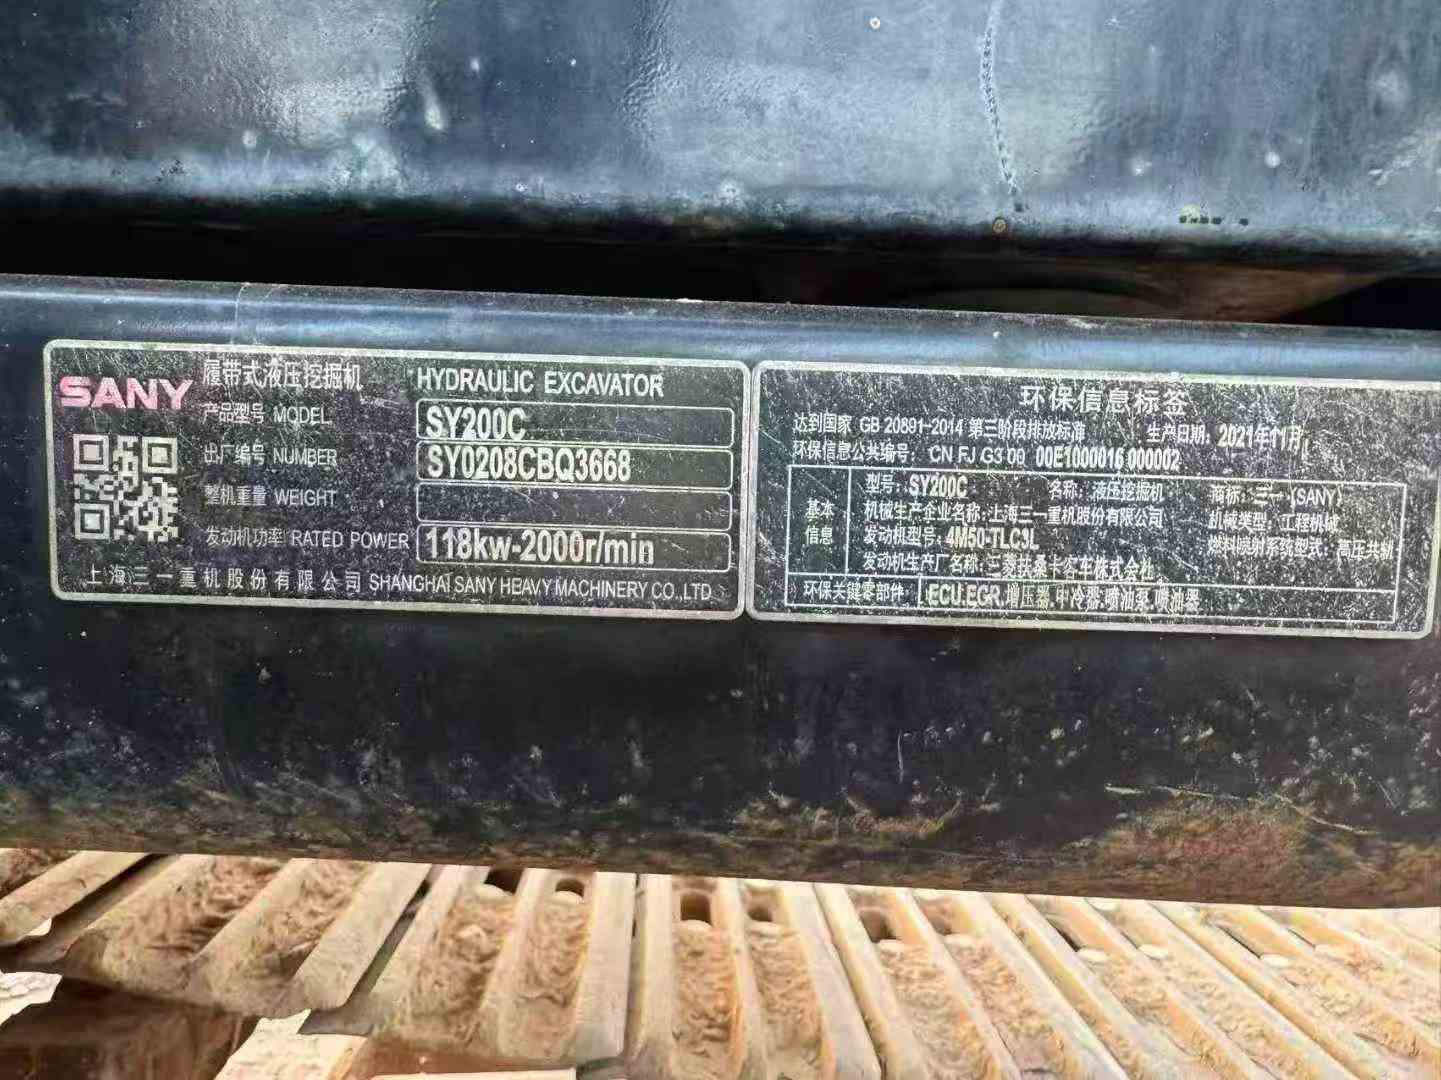 SANY 履带式液压挖掘机 HYDRAULIC EXCAVATOR
产品型号 MODEL SY200C
出厂编号 NUMBER SY0208CBQ3668
整机重量 WEIGHT
发动机功率 RATED POWER 118kw-2000r/min
上海三一重机股份有限公司 SHANGHAI SANY HEAVY MACHINERY CO.,LTD
环保信息标签
达到国家 GB 20891-2014 第三阶段排放标准 生产日期: 2021年11月
环保信息公共编号: CN FJ G3 00 00E1000016 000002
基本信息
型号: SY200C 名称: 液压挖掘机 商标: 三一 (SANY)
机械生产企业名称: 上海三一重机股份有限公司 机械类型: 工程机械
发动机型号: 4M50-TLC3L 燃料喷射系统型式: 高压共轨
发动机生产厂名称: 三菱扶桑卡客车株式会社
环保关键零部件 ECU.EGR.增压器.中冷器.喷油泵.喷油器